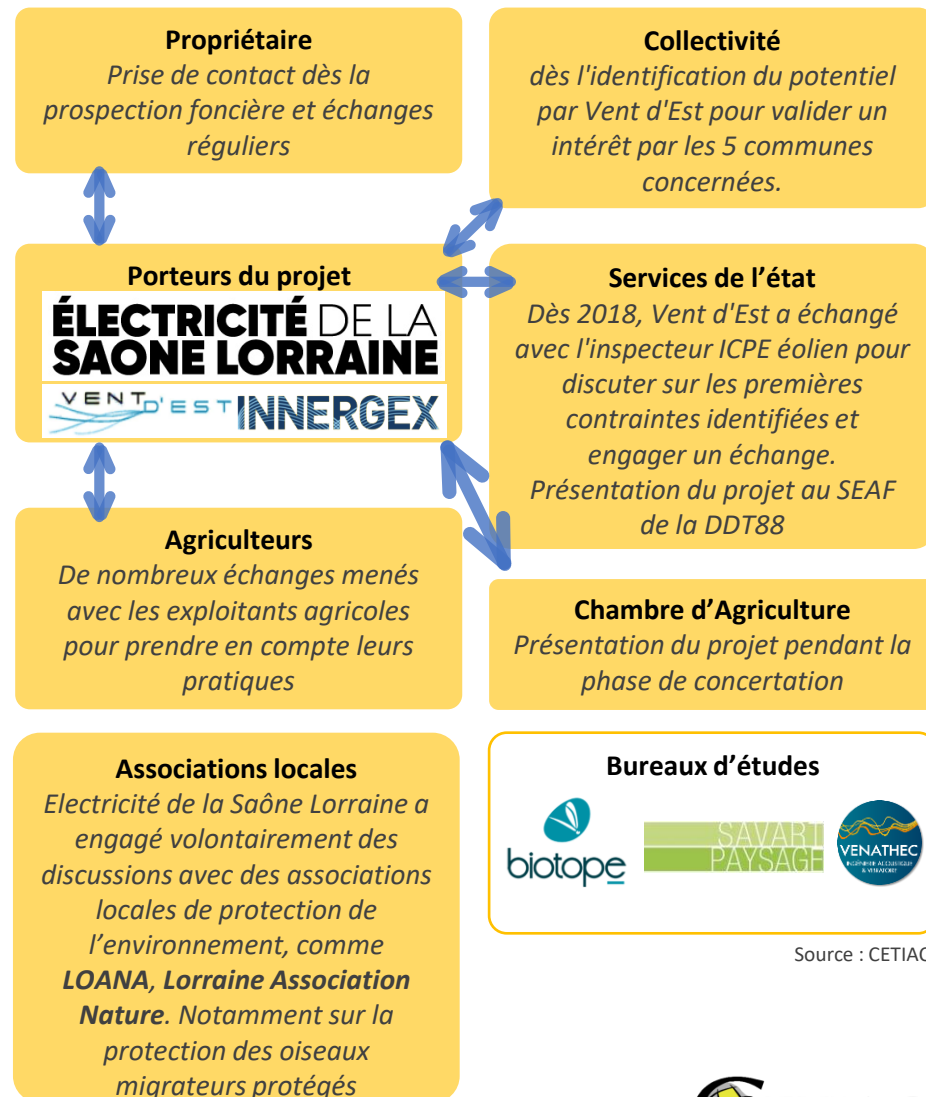 Propriétaire
Prise de contact dès la
prospection foncière et échanges
réguliers
Collectivité
dès l'identification du potentiel
par Vent d'Est pour valider un
intérêt par les 5 communes
concernées.
Porteurs du projet
ÉLECTRICITÉ DE LA
SAONE LORRAINE
VENT D'EST INNERGEX
Services de l'état
Dès 2018, Vent d'Est a échangé
avec l'inspecteur ICPE éolien pour
discuter sur les premières
contraintes identifiées et
engager un échange.
Présentation du projet au SEAF
de la DDT88
Agriculteurs
De nombreux échanges menés
avec les exploitants agricoles
pour prendre en compte leurs
pratiques
Chambre d'Agriculture
Présentation du projet pendant la
phase de concertation
Associations locales
Electricité de la Saône Lorraine a
engagé volontairement des
discussions avec des associations
locales de protection de
l'environnement, comme
LOANA, Lorraine Association
Nature. Notamment sur la
protection des oiseaux
migrateurs protégés
Bureaux d'études
biotope
SAVART
PAYSAGE
VENATHEC
INGÉNIERIE ACOUSTIQUE
& VIBRATOIRE
Source : CETIAC